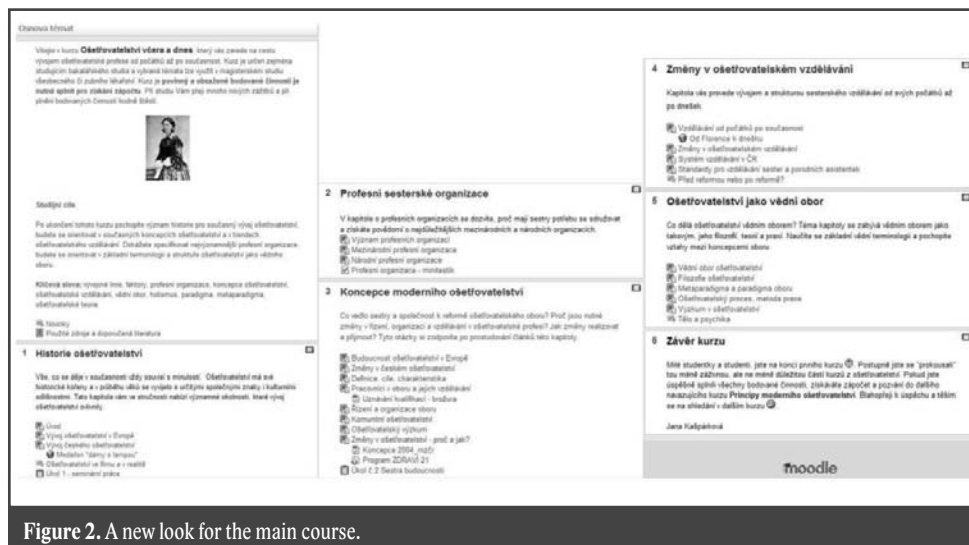 Osnova témat
Vítejte v kurzu Ošetřovatelství včera a dnes, který vás zavede na cestu
vývojem ošetřovatelské profese od počátků až po současnost. Kurz je určen zejména
studujícím bakalářského studia a vybraná témata lze využít v magisterském studiu
všeobecného či zubního lékařství. Kurz je povinný a obsažené bodované činnosti je
nutné splnit pro získání zápočtu. Při studiu Vám přeji mnoho nových zážitků a při
plnění bodovaných činností hodně štěstí.
Studijní cíle:
Po ukončení tohoto kurzu pochopíte význam historie pro současný vývoj ošetřovatelství,
budete se orientovat v současných koncepcích ošetřovatelství a v trendech
ošetřovatelského vzdělávání. Dokážete specifikovat nejvýznamnější profesní organizace,
budete se orientovat v základní terminologii a struktuře ošetřovatelství jako vědního
oboru.
Klíčová slova: vývojové linie, faktory, profesní organizace, koncepce ošetřovatelství,
ošetřovatelské vzdělávání, vědní obor, holismus, paradigma, metaparadigma,
ošetřovatelské teorie.
Novinky
Použité zdroje a doporučená literatura
1 Historie ošetřovatelství
Vše, co se děje v současnosti vždy souvisí s minulostí. Ošetřovatelství má své
historické kořeny a v průběhu věků se vyvíjelo s určitými společnými znaky i kulturními
odlišnostmi. Tato kapitola vám ve stručnosti nabízí významné okolnosti, které vývoj
ošetřovatelství ovlivnily.
Úvod
Vývoj ošetřovatelství v Evropě
Vývoj českého ošetřovatelství
Medailon "dámy s lampou"
Ošetřovatelství ve filmu a v realitě
Úkol 1 - seminární práce
2 Profesní sesterské organizace
V kapitole o profesních organizacích se dozvíte, proč mají sestry potřebu se sdružovat
a získáte povědomí o nejdůležitějších mezinárodních a národních organizacích.
Význam profesních organizací
Mezinárodní profesní organizace
Národní profesní organizace
Profesní organizace - minitestík
3 Koncepce moderního ošetřovatelství
Co vedlo sestry a společnost k reformě ošetřovatelského oboru? Proč jsou nutné
změny v řízení, organizaci a vzdělávání v ošetřovatelské profesi? Jak změny realizovat
a přijmout? Tyto otázky si zodpovíte po prostudování článků této kapitoly.
Budoucnost ošetřovatelství v Evropě
Změny v českém ošetřovatelství
Definice, cíle, charakteristika
Pracovníci v oboru a jejich vzdělávání
Uznávání kvalifikací - brožura
Řízení a organizace oboru
Komunitní ošetřovatelství
Ošetřovatelský výzkum
Změny v ošetřovatelství - proč a jak?
Koncepce 2004_mzčr
Program ZDRAVÍ 21
Úkol č.2 Sestra budoucnosti
4 Změny v ošetřovatelském vzdělávání
Kapitola vás provede vývojem a strukturou sesterského vzdělávání od svých počátků až
po dnešek.
Vzdělávání od počátků po současnost
Od Florence k dnešku
Změny v ošetřovatelském vzdělávání
Systém vzdělávání v ČR
Standardy pro vzdělávání sester a porodních asistentek
Před reformou nebo po reformě?
5 Ošetřovatelství jako vědní obor
Co dělá ošetřovatelství vědním oborem? Téma kapitoly se zabývá vědním oborem jako
takovým, jeho filozofií, teorií a praxí. Naučíte se základní vědní terminologii a pochopíte
vztahy mezi koncepcemi oboru.
Vědní obor ošetřovatelství
Filozofie ošetřovatelství
Metaparadigma a paradigma oboru
Ošetřovatelský proces, metoda práce
Výzkum v ošetřovatelství
Tělo a psychika
6 Závěr kurzu
Milé studentky a studenti, jste na konci prvního kurzu. Postupně jste se "prokousali"
tou méně záživnou, ale ne méně důležitou částí kurzů z ošetřovatelství. Pokud jste
úspěšně splnili všechny bodované činnosti, získáváte zápočet a pozvání do dalšího
navazujícího kurzu Principy moderního ošetřovatelství. Blahopřeji k úspěchu a těším
se na shledání v dalším kurzu.
Jana Kašpárková
moodle
Figure 2. A new look for the main course.